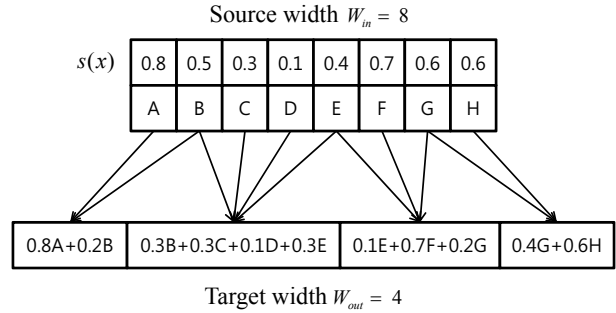 Source width W_in = 8
s(x) 0.8 0.5 0.3 0.1 0.4 0.7 0.6 0.6
A B C D E F G H
0.8A+0.2B 0.3B+0.3C+0.1D+0.3E 0.1E+0.7F+0.2G 0.4G+0.6H
Target width W_out = 4